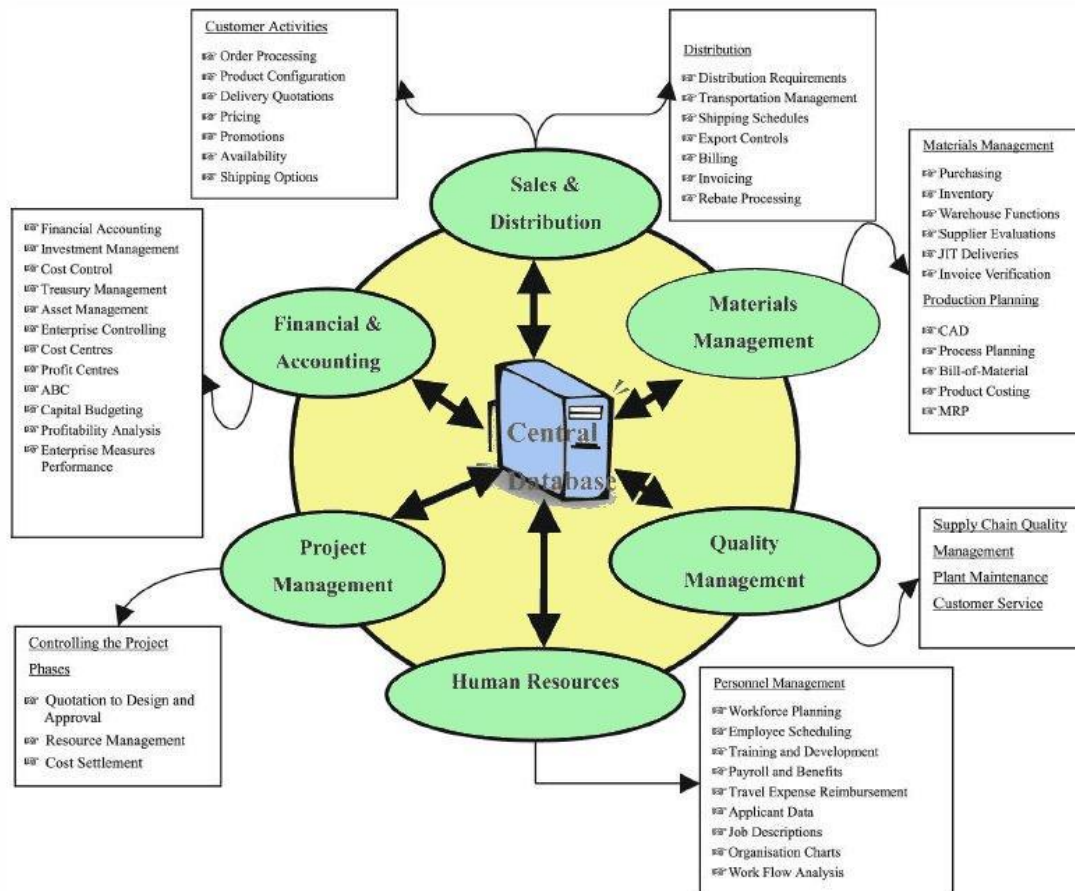 Customer Activities
Order Processing
Product Configuration
Delivery Quotations
Pricing
Promotions
Availability
Shipping Options
Distribution
Distribution Requirements
Transportation Management
Shipping Schedules
Export Controls
Billing
Invoicing
Rebate Processing
Materials Management
Purchasing
Inventory
Warehouse Functions
Supplier Evaluations
JIT Deliveries
Invoice Verification
Production Planning
CAD
Process Planning
Bill-of-Material
Product Costing
MRP
Financial Accounting
Investment Management
Cost Control
Treasury Management
Asset Management
Enterprise Controlling
Cost Centres
Profit Centres
ABC
Capital Budgeting
Profitability Analysis
Enterprise Measures
Performance
Sales &
Distribution
Financial &
Accounting
Materials
Management
Central
Database
Project
Management
Quality
Management
Human Resources
Supply Chain Quality
Management
Plant Maintenance
Customer Service
Controlling the Project
Phases
Quotation to Design and
Approval
Resource Management
Cost Settlement
Personnel Management
Workforce Planning
Employee Scheduling
Training and Development
Payroll and Benefits
Travel Expense Reimbursement
Applicant Data
Job Descriptions
Organisation Charts
Work Flow Analysis